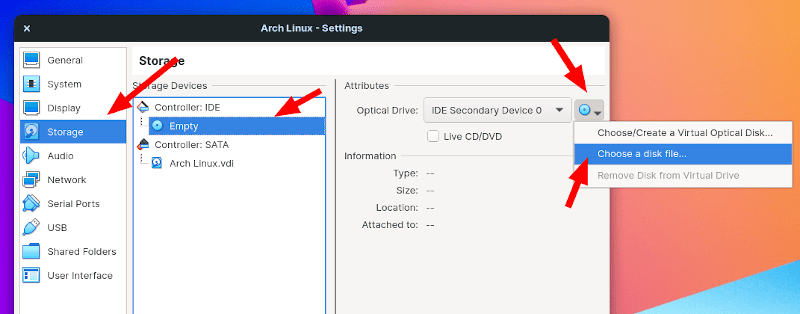 Arch Linux - Settings
General
System
Display
Storage
Audio
Network
Serial Ports
USB
Shared Folders
User Interface
Storage
Storage Devices
Controller: IDE
Empty
Controller: SATA
Arch Linux.vdi
Attributes
Optical Drive: IDE Secondary Device 0
Live CD/DVD
Information
Type: --
Size: --
Location: --
Attached to: --
Choose/Create a Virtual Optical Disk...
Choose a disk file...
Remove Disk from Virtual Drive